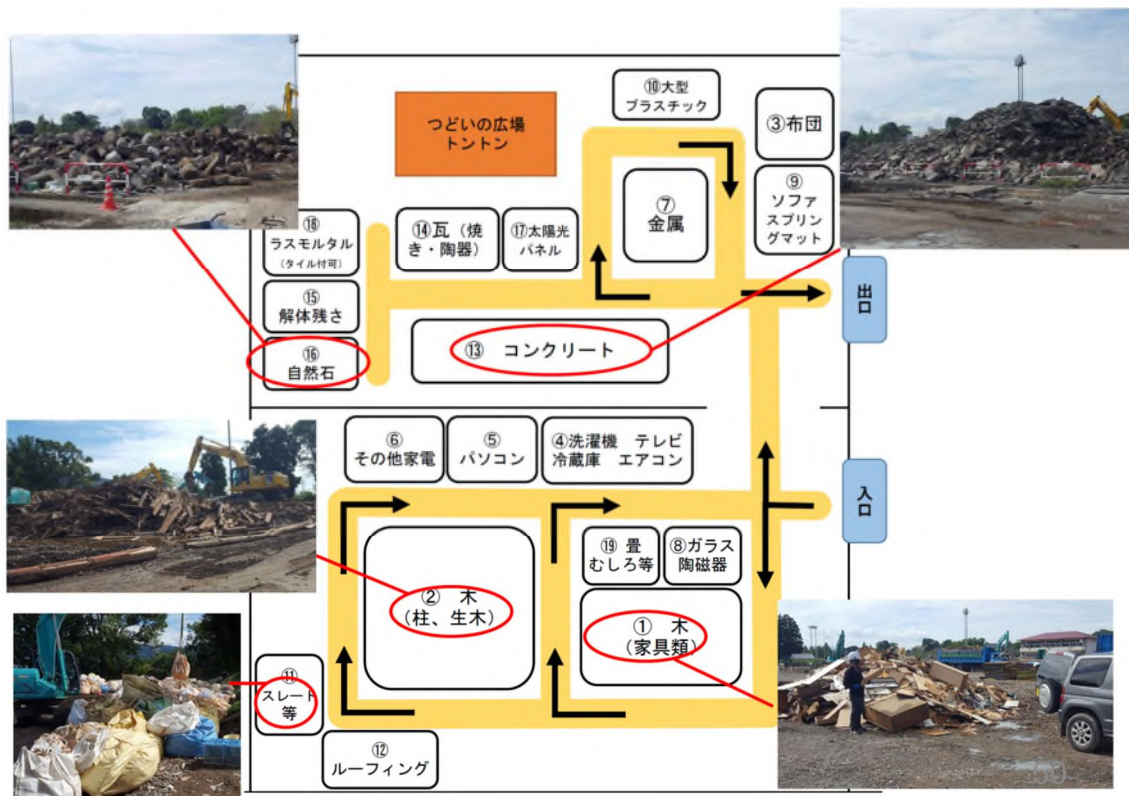 ⑩大型
プラスチック
つどいの広場
トントン
③布団
⑨
ソファ
スプリン
グマット
⑦
金属
⑱
ラスモルタル
(タイル付可)
⑭瓦（焼
き・陶器）
⑰太陽光
パネル
出口
⑮
解体残さ
⑬ コンクリート
⑯
自然石
⑥
その他家電
⑤
パソコン
④洗濯機 テレビ
冷蔵庫 エアコン
入口
⑲ 畳
むしろ等
⑧ガラス
陶磁器
② 木
（柱、生木）
① 木
（家具類）
⑪
スレート
等
⑫
ルーフィング
50